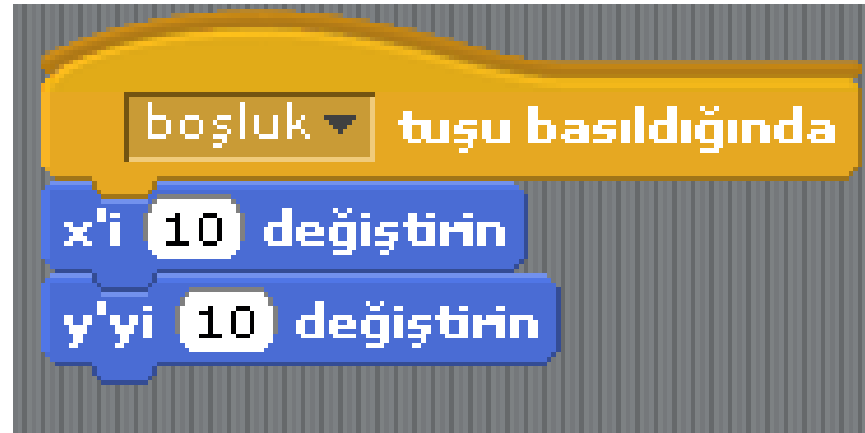 boşluk tuşu basıldığında
x'i 10 değiştirin
y'yi 10 değiştirin